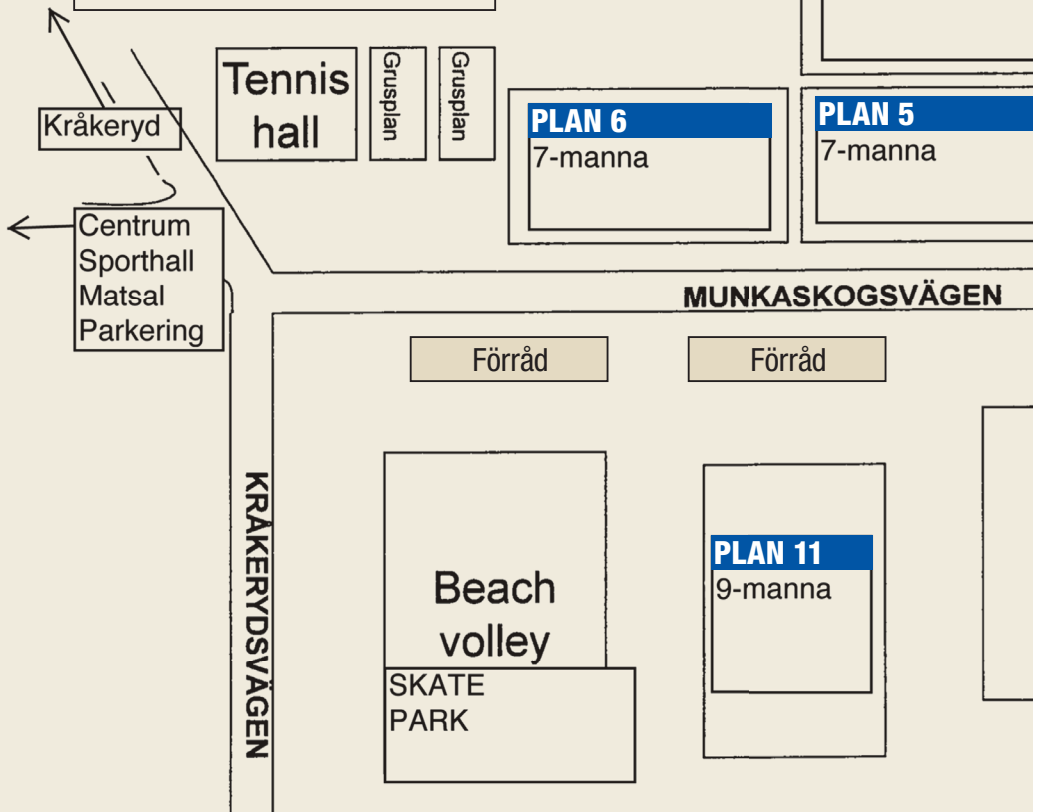 Tennis
hall
Grusplan
Grusplan
PLAN 6
7-manna
PLAN 5
7-manna
Kråkeryd
Centrum
Sporthall
Matsal
Parkering
MUNKASKOGSVÄGEN
Förråd
Förråd
KRÅKERYDSVÄGEN
Beach
volley
SKATE
PARK
PLAN 11
9-manna